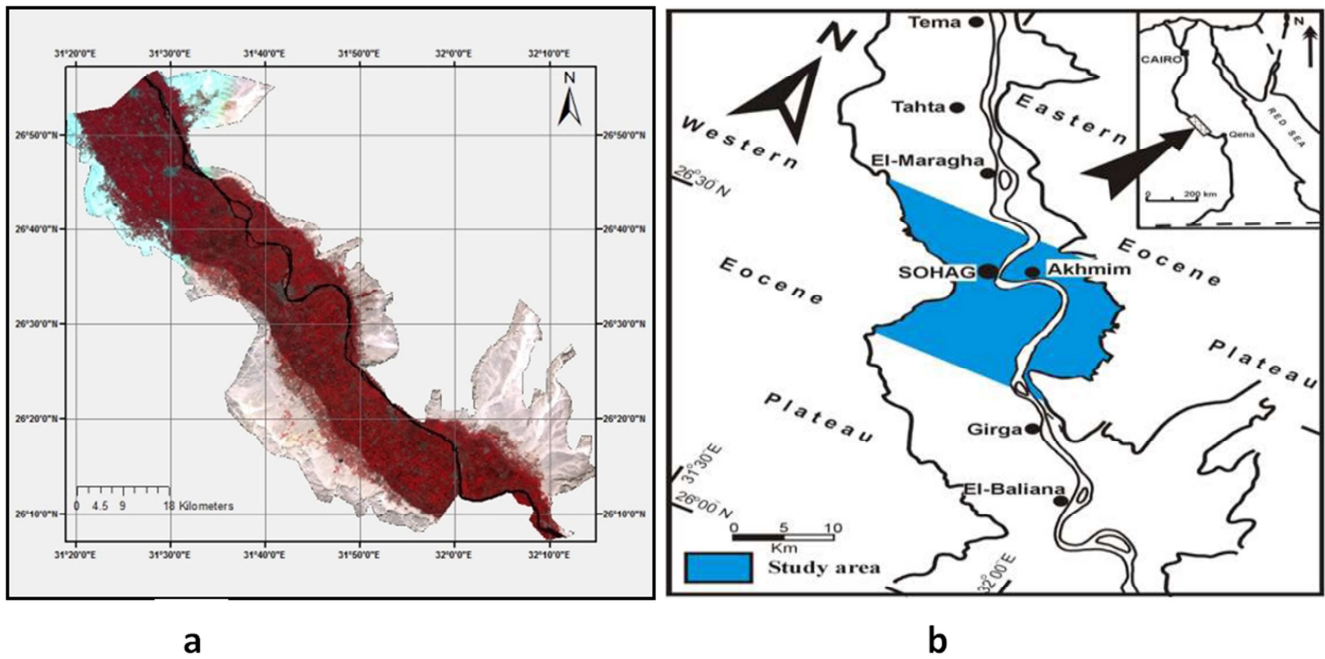 31°20'0"E 31°30'0"E 31°40'0"E 31°50'0"E 32°0'0"E 32°10'0"E
N
26°50'0"N 26°50'0"N
26°40'0"N 26°40'0"N
26°30'0"N 26°30'0"N
26°20'0"N 26°20'0"N
26°10'0"N 26°10'0"N
0 4.5 9 18 Kilometers
31°20'0"E 31°30'0"E 31°40'0"E 31°50'0"E 32°0'0"E 32°10'0"E
a
Tema
N
Tahta
Western
Eastern
El-Maragha
26°30 N
SOHAG
Akhmim
Eocene
Eocene
Plateau
Plateau
Girga
31°30 E
26°00 N
El-Baliana
0 5 10
Km
Study area
32°00 E
N
CAIRO
RED SEA
Qena
0 200 km
b